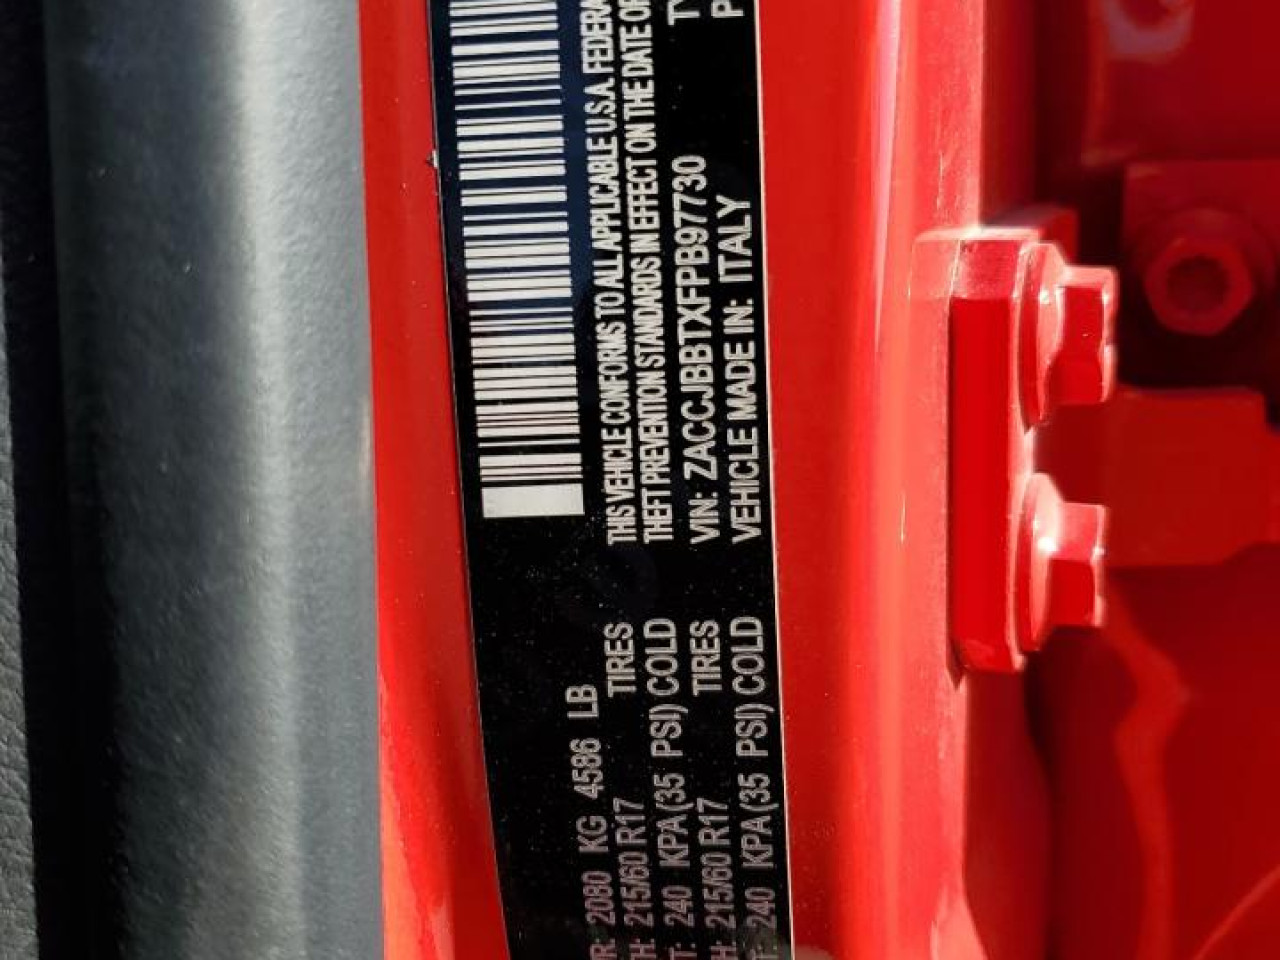 R: 2080 KG 4586 LB
H: 215/60 R17 TIRES
T: 240 KPA(35 PSI) COLD
H: 215/60 R17 TIRES
T: 240 KPA(35 PSI) COLD
THIS VEHICLE CONFORMS TO ALL APPLICABLE U.S.A. FEDERA
THEFT PREVENTION STANDARDS IN EFFECT ON THE DATE OF
VIN: ZACCJBBTXFPB97730 TY
VEHICLE MADE IN: ITALY P